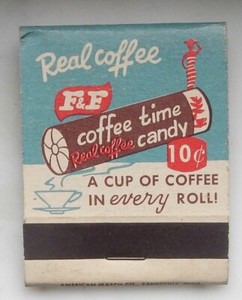 Real coffee
F&F
coffee time
Real coffee candy
10¢
A CUP OF COFFEE
IN every ROLL!